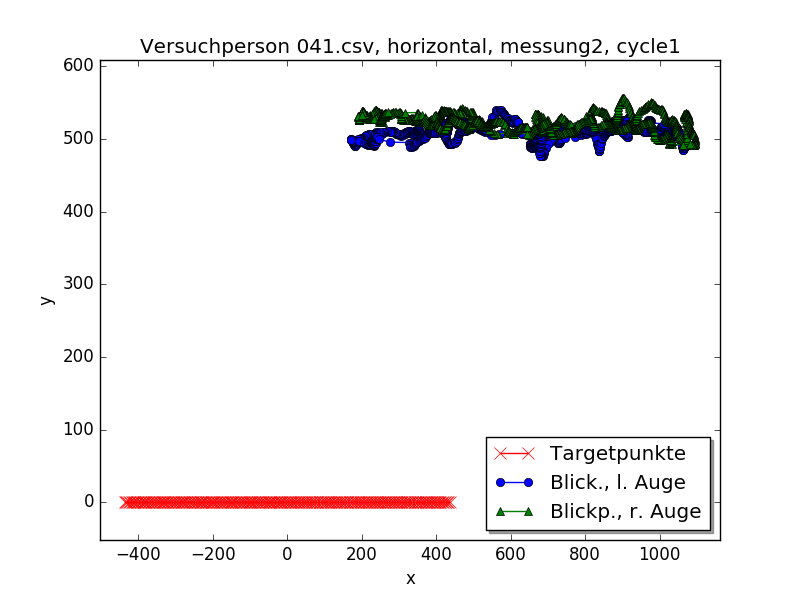 Versuchperson 041.csv, horizontal, messung2, cycle1
600
500
400
300
200
100
0
y
−400 −200 0 200 400 600 800 1000
x
Targetpunkte
Blick., l. Auge
Blickp., r. Auge